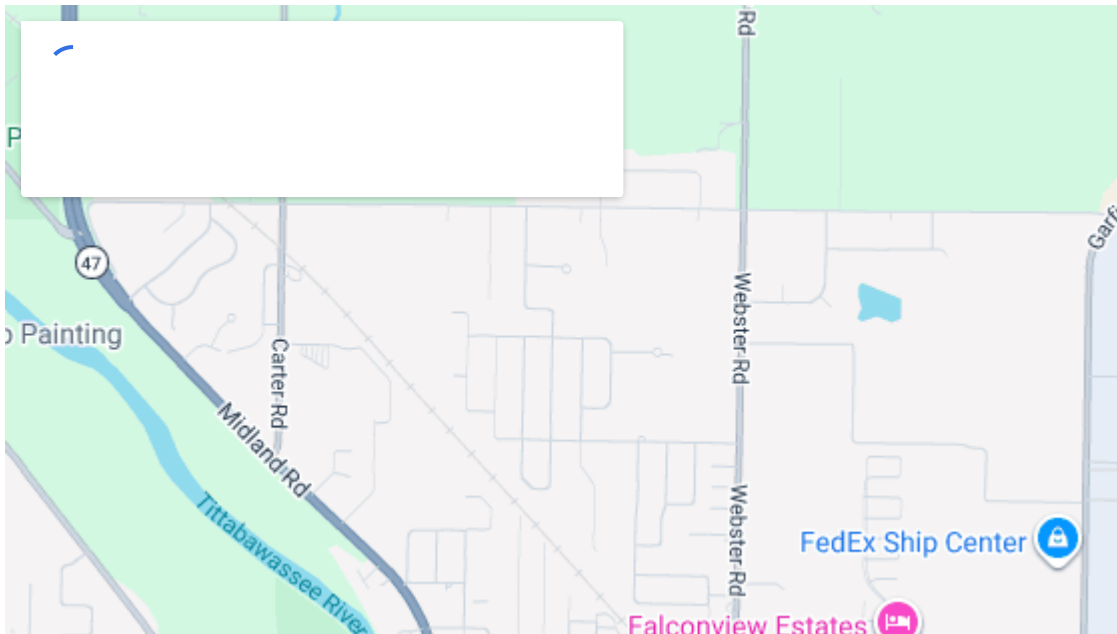 Rd
P
47
Painting
Carter Rd
Midland Rd
Webster Rd
Webster Rd
Tittabawassee River
FedEx Ship Center
Falconview Estates